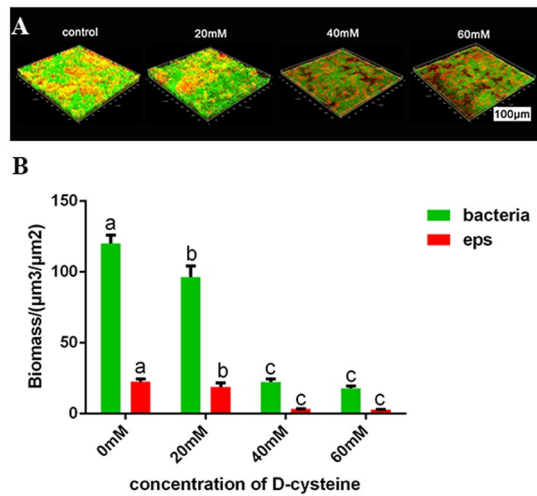 A
control
20mM
40mM
60mM
100μm
B
150
100
50
0
Biomass/(μm3/μm2)
a
a
b
b
c
c
c
c
bacteria
eps
0mM
20mM
40mM
60mM
concentration of D-cysteine